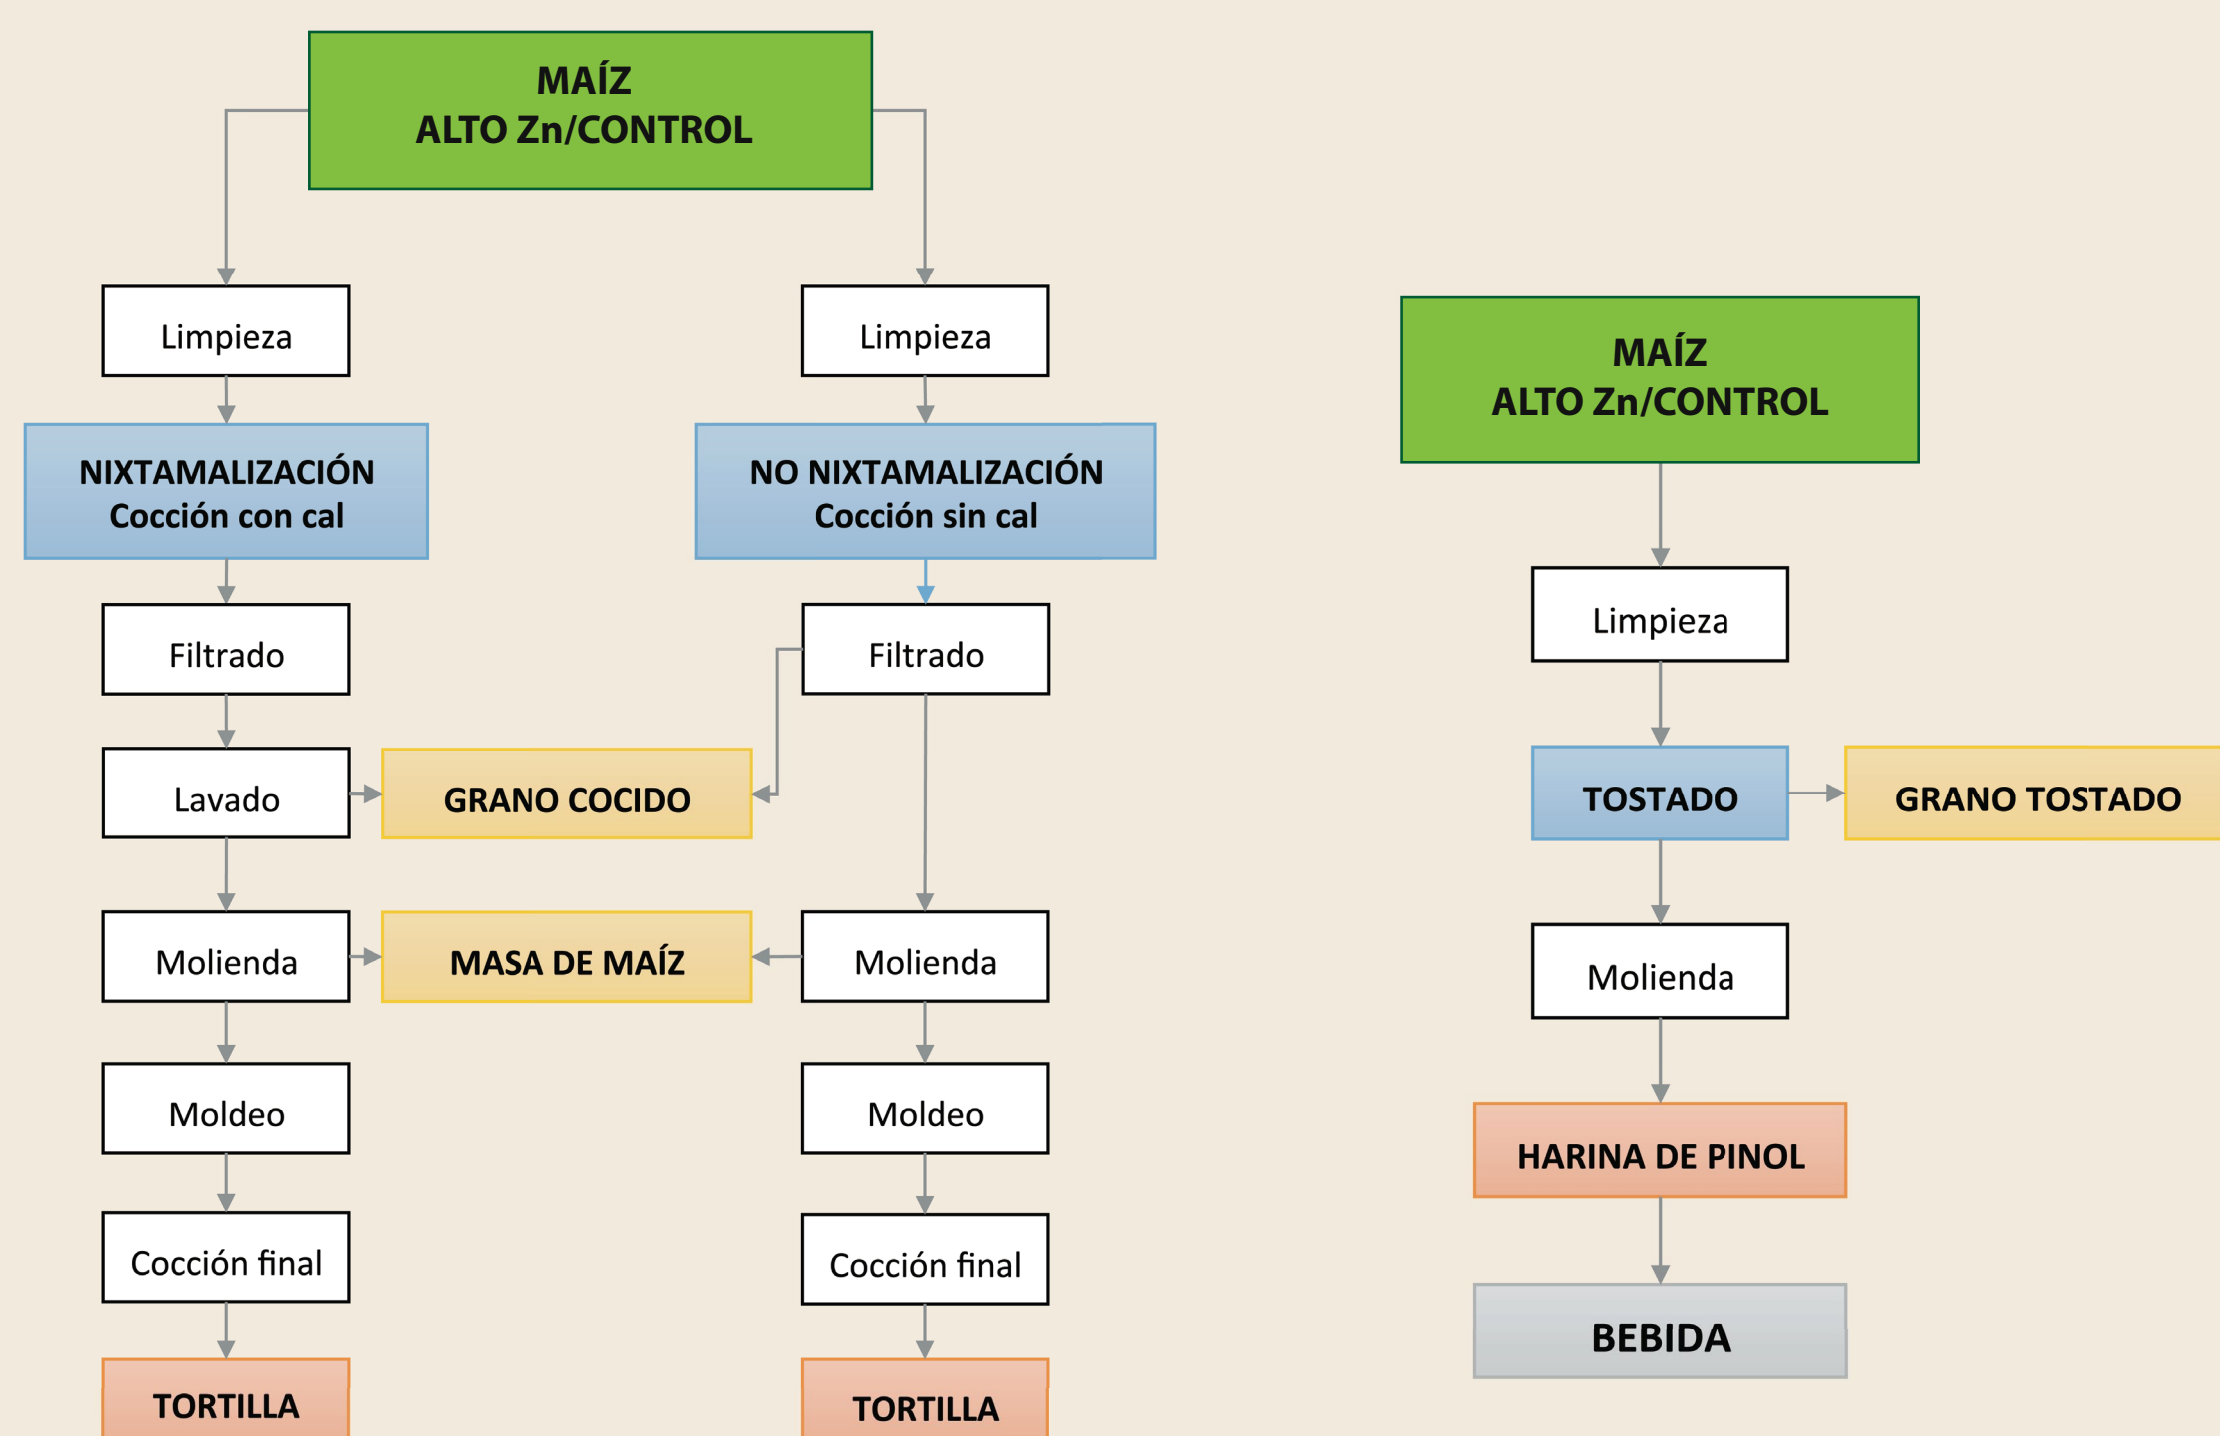 MAÍZ
ALTO Zn/CONTROL
Limpieza
NIXTAMALIZACIÓN
Cocción con cal
Filtrado
Lavado
GRANO COCIDO
Molienda
MASA DE MAÍZ
Moldeo
Cocción final
TORTILLA
Limpieza
NO NIXTAMALIZACIÓN
Cocción sin cal
Filtrado
Molienda
Moldeo
Cocción final
TORTILLA
MAÍZ
ALTO Zn/CONTROL
Limpieza
TOSTADO
GRANO TOSTADO
Molienda
HARINA DE PINOL
BEBIDA